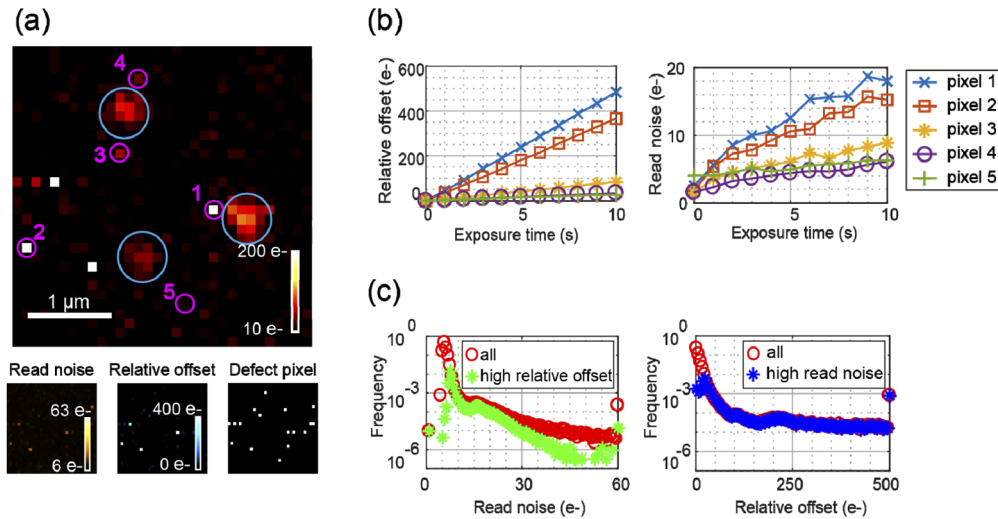 (a)
4
3
1
2
5
1 μm
200 e-
10 e-
Read noise
Relative offset
Defect pixel
63 e-
6 e-
400 e-
0 e-
(b)
Relative offset (e-)
600
400
200
0
0
5
10
Exposure time (s)
Read noise (e-)
20
10
0
0
5
10
Exposure time (s)
pixel 1
pixel 2
pixel 3
pixel 4
pixel 5
(c)
Frequency
10⁰
10⁻³
10⁻⁶
all
high relative offset
0
30
60
Read noise (e-)
Frequency
10⁰
10⁻³
10⁻⁶
all
high read noise
0
250
500
Relative offset (e-)